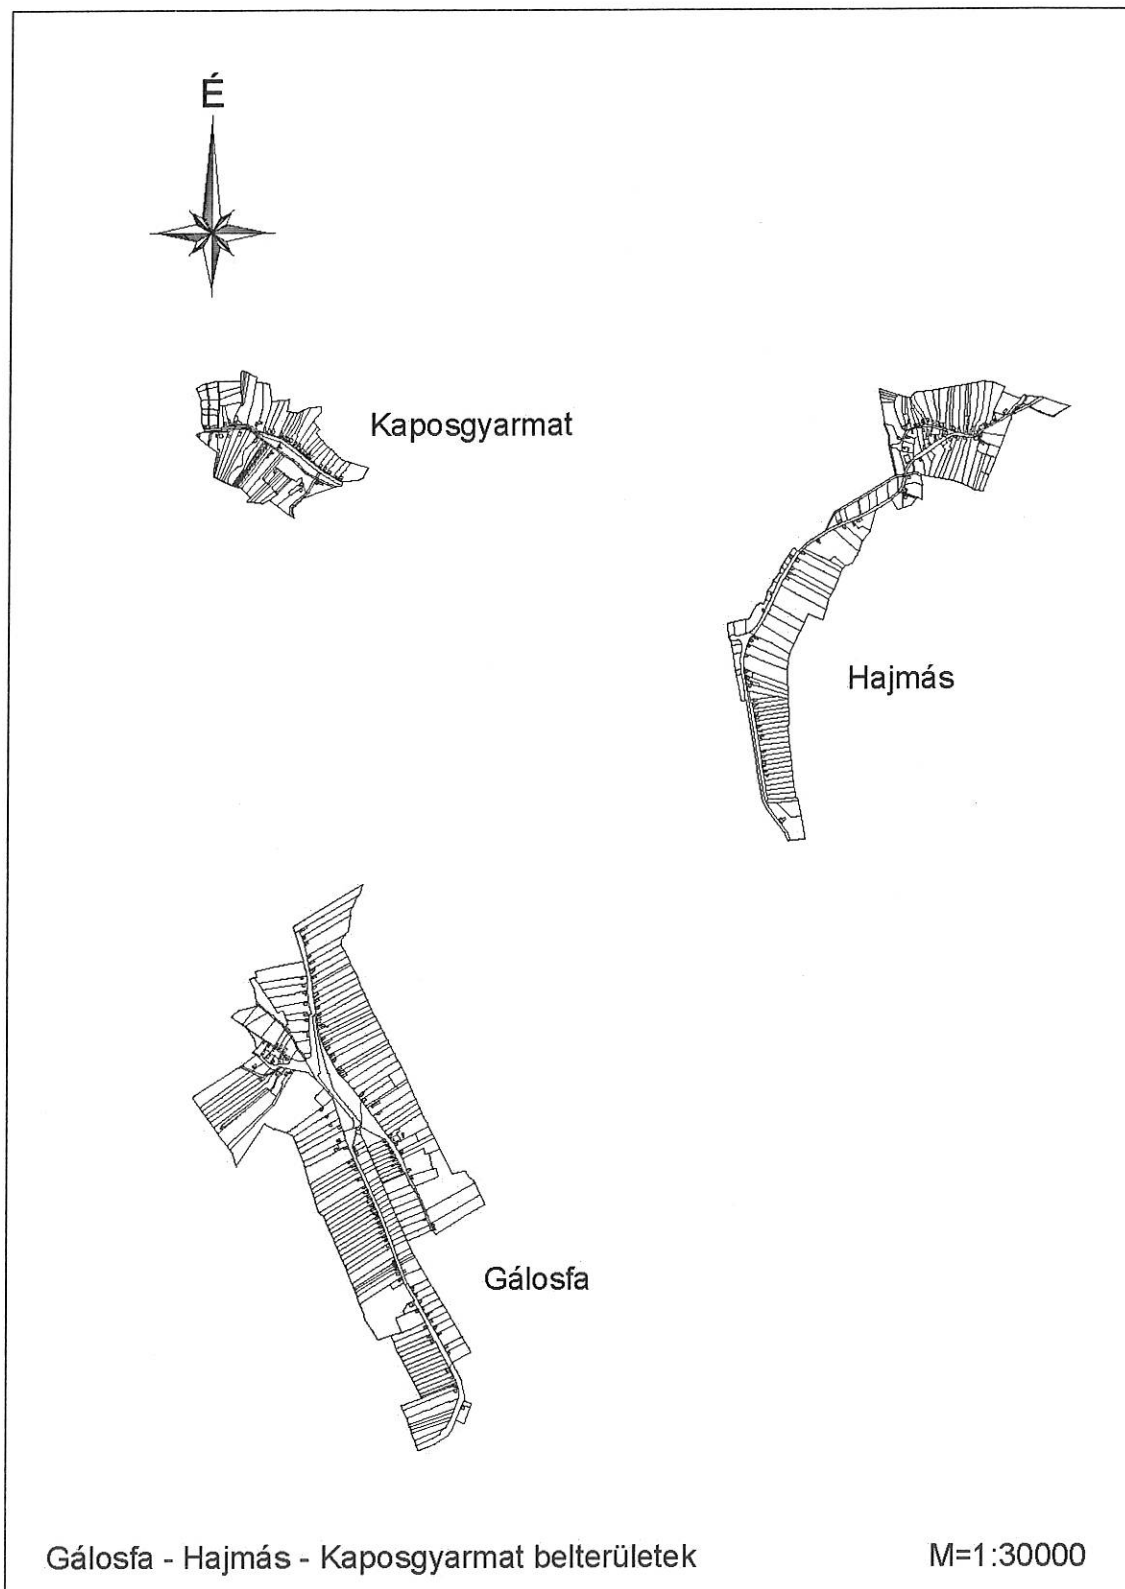 É
Kaposgyarmat
Hajmás
Gálosfa
Gálosfa - Hajmás - Kaposgyarmat belterületek
M=1:30000